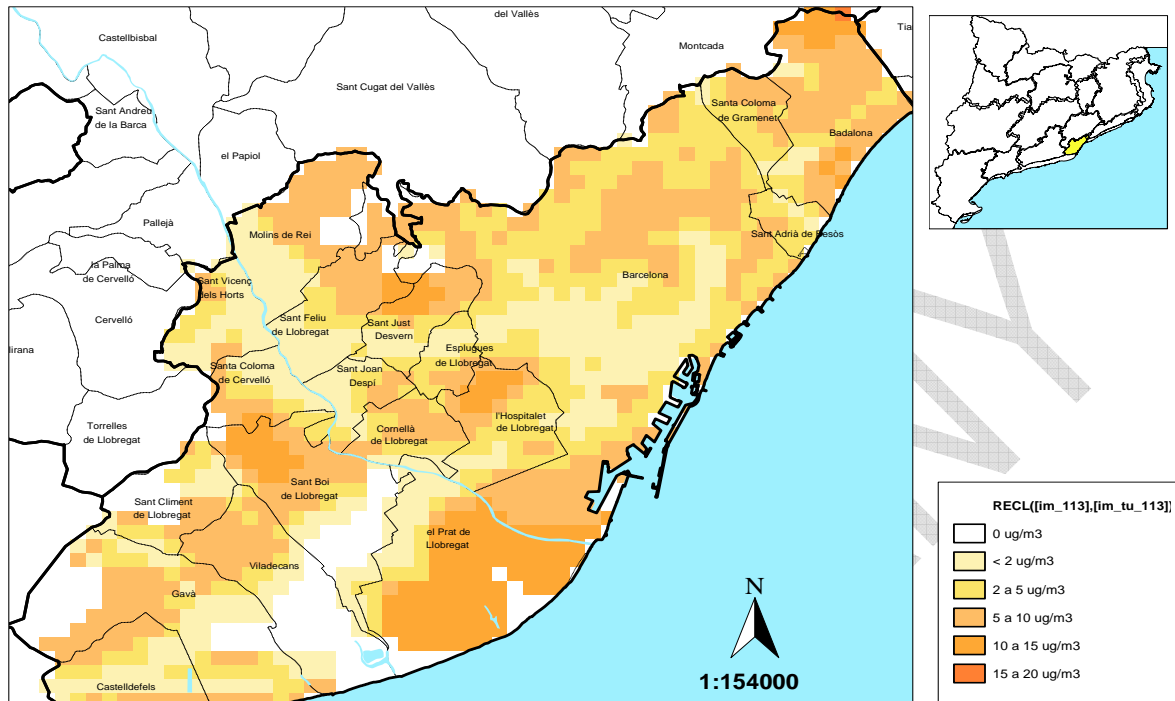 del Vallès
Tia
Castellbisbal
Montcada
Sant Cugat del Vallès
Sant Andreu
de la Barca
Santa Coloma
de Gramenet
Badalona
el Papiol
Pallejà
Molins de Rei
Sant Adrià de Besòs
la Palma
de Cervelló
Sant Vicenç
dels Horts
Barcelona
Cervelló
Sant Feliu
de Llobregat
Sant Just
Desvern
lirana
Esplugues
de Llobregat
Santa Coloma
de Cervelló
Sant Joan
Despí
l'Hospitalet
de Llobregat
Torrelles
de Llobregat
Cornellà
de Llobregat
Sant Boi
de Llobregat
Sant Climent
de Llobregat
el Prat de
Llobregat
Viladecans
Gavà
Castelldefels
N
1:154000
RECL([im_113],[im_tu_113])
0 ug/m3
< 2 ug/m3
2 a 5 ug/m3
5 a 10 ug/m3
10 a 15 ug/m3
15 a 20 ug/m3